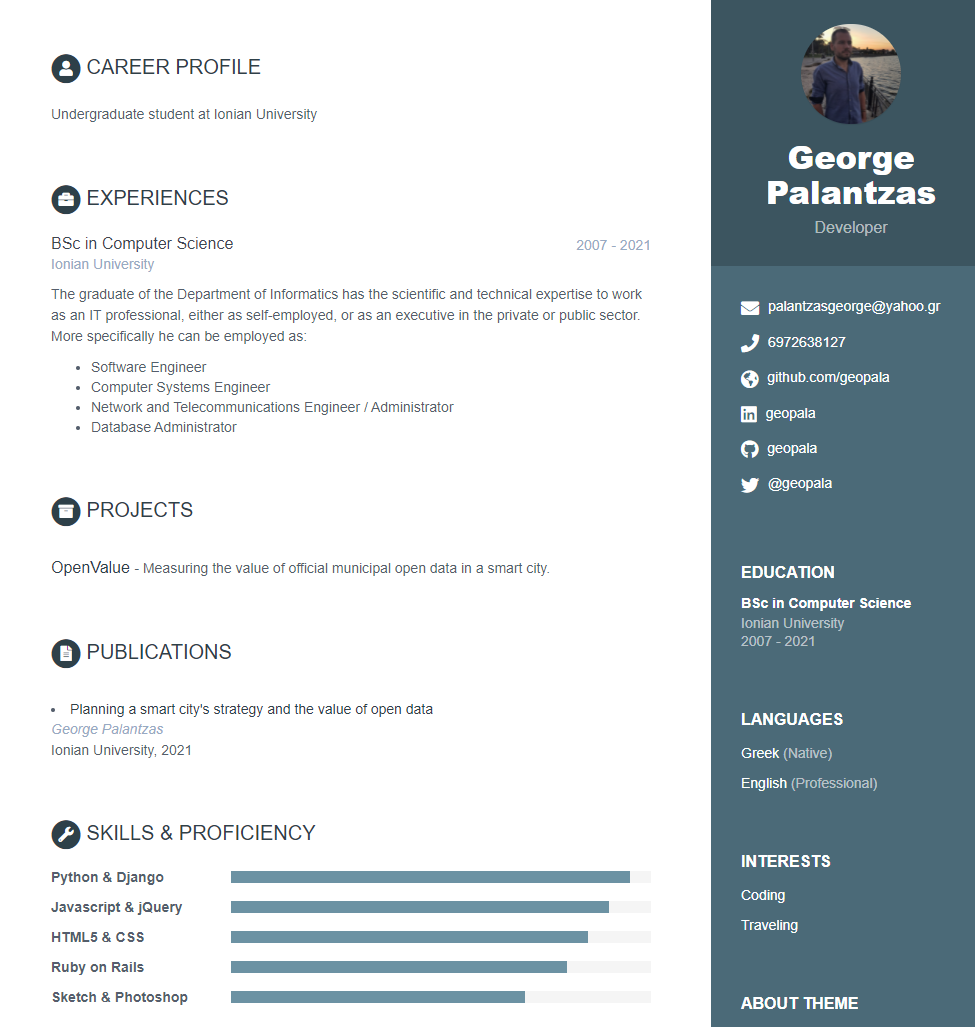 CAREER PROFILE
Undergraduate student at Ionian University
EXPERIENCES
BSc in Computer Science
2007 - 2021
Ionian University
The graduate of the Department of Informatics has the scientific and technical expertise to work
as an IT professional, either as self-employed, or as an executive in the private or public sector.
More specifically he can be employed as:
Software Engineer
Computer Systems Engineer
Network and Telecommunications Engineer / Administrator
Database Administrator
PROJECTS
OpenValue - Measuring the value of official municipal open data in a smart city.
PUBLICATIONS
Planning a smart city's strategy and the value of open data
George Palantzas
Ionian University, 2021
SKILLS & PROFICIENCY
Python & Django
Javascript & jQuery
HTML5 & CSS
Ruby on Rails
Sketch & Photoshop
George
Palantzas
Developer
palantzasgeorge@yahoo.gr
6972638127
github.com/geopala
geopala
geopala
@geopala
EDUCATION
BSc in Computer Science
Ionian University
2007 - 2021
LANGUAGES
Greek (Native)
English (Professional)
INTERESTS
Coding
Traveling
ABOUT THEME